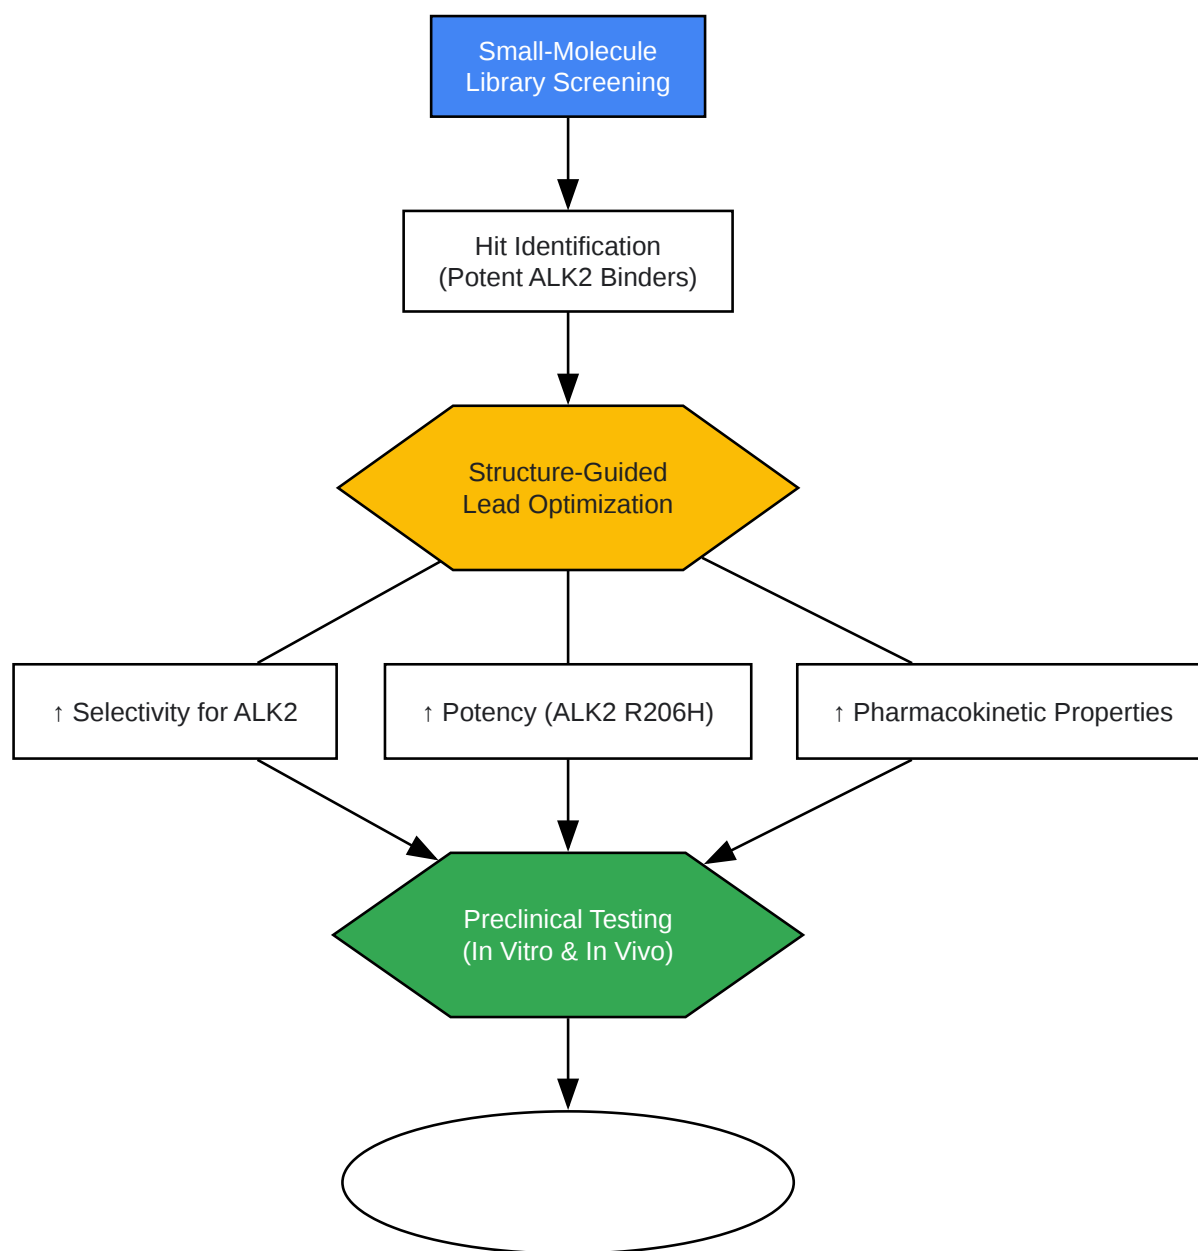 Small-Molecule
Library Screening
Hit Identification
(Potent ALK2 Binders)
Structure-Guided
Lead Optimization
↑ Selectivity for ALK2
↑ Potency (ALK2 R206H)
↑ Pharmacokinetic Properties
Preclinical Testing
(In Vitro & In Vivo)